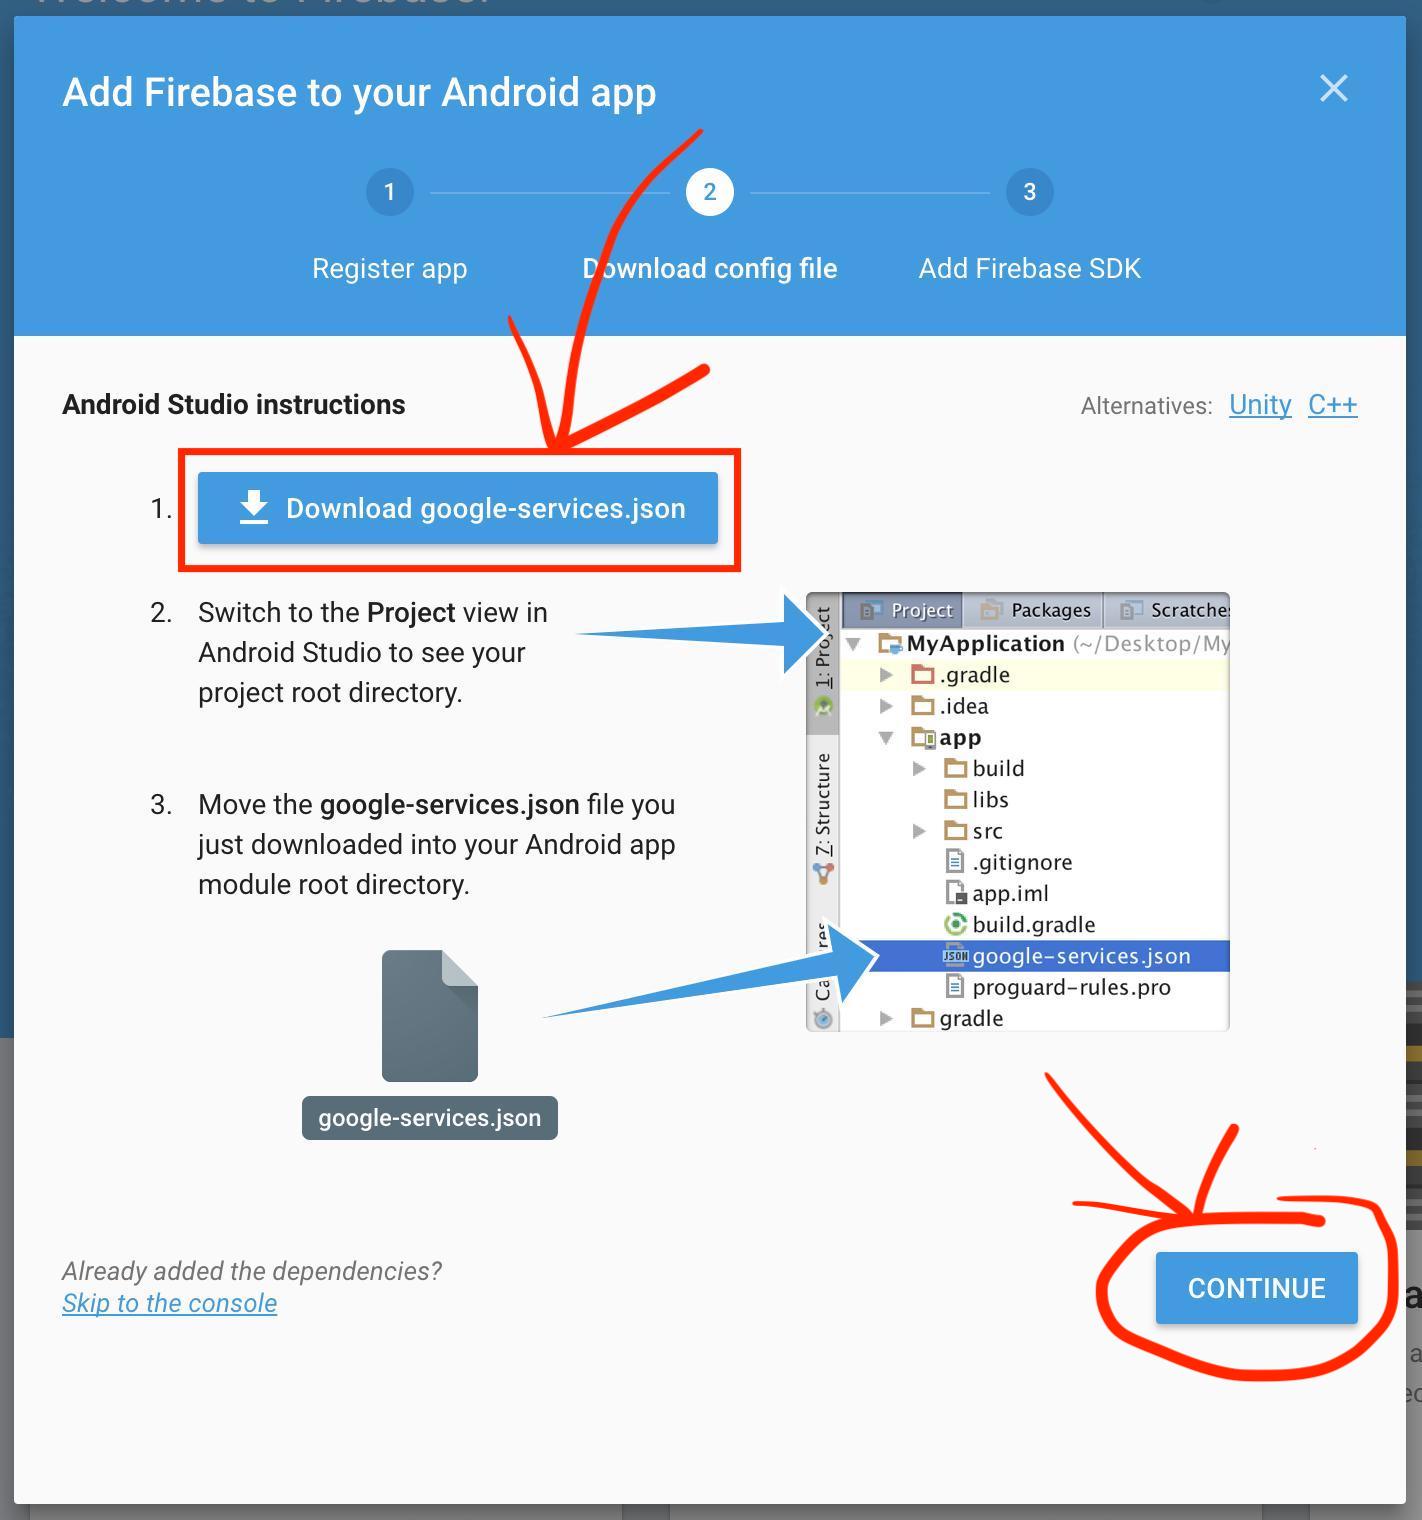 Welcome to Firebase!
Add Firebase to your Android app
1
2
3
Register app
Download config file
Add Firebase SDK
Android Studio instructions
Alternatives: Unity C++
1. Download google-services.json
2. Switch to the Project view in
Android Studio to see your
project root directory.
3. Move the google-services.json file you
just downloaded into your Android app
module root directory.
google-services.json
1: Project
7: Structure
Project
Packages
Scratches
MyApplication (~/Desktop/My
.gradle
.idea
app
build
libs
src
.gitignore
app.iml
build.gradle
JSON google-services.json
proguard-rules.pro
gradle
Already added the dependencies?
Skip to the console
CONTINUE